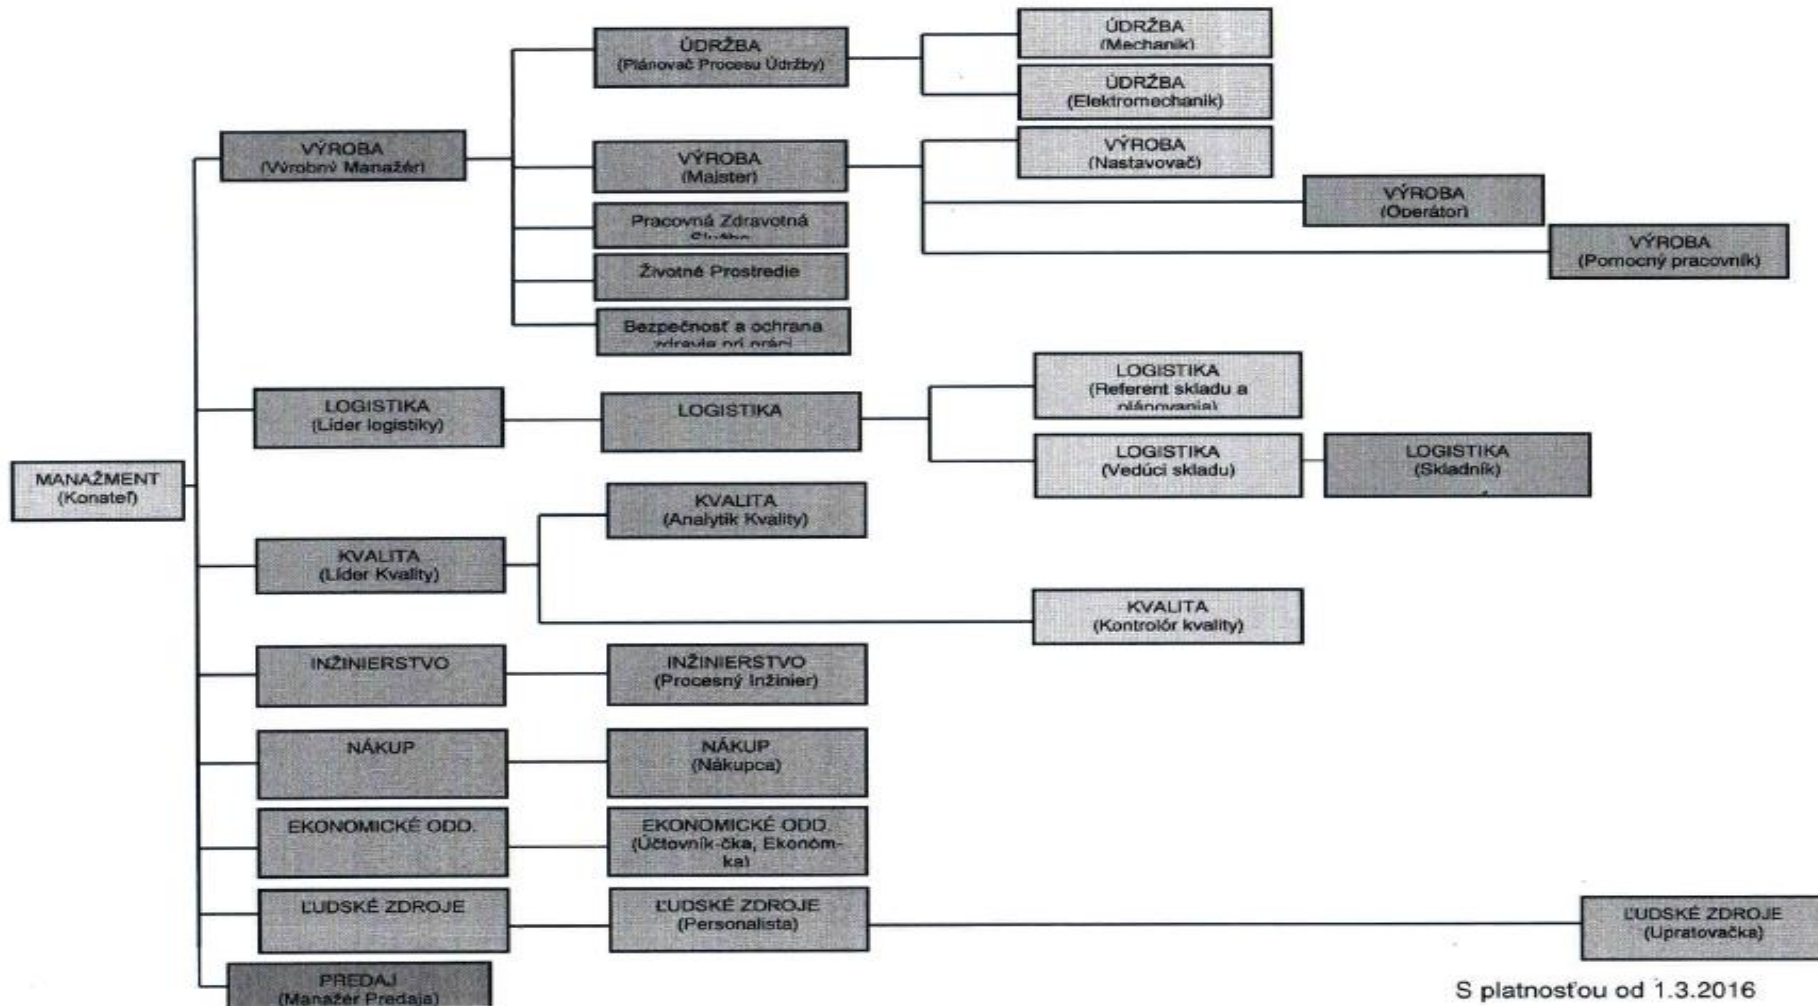 ÚDRŽBA
(Mechanik)
ÚDRŽBA
(Plánovač Procesu Údržby)
ÚDRŽBA
(Elektromechanik)
VÝROBA
(Výrobný Manažér)
VÝROBA
(Majster)
VÝROBA
(Nastavovač)
VÝROBA
(Operátor)
Pracovná Zdravotná
VÝROBA
(Pomocný pracovník)
Životné Prostredie
Bezpečnosť a ochrana
zdravia pri práci
LOGISTIKA
(Líder logistiky)
LOGISTIKA
LOGISTIKA
(Referent skladu a
plánovania)
LOGISTIKA
(Vedúci skladu)
LOGISTIKA
(Skladník)
MANAŽMENT
(Konateľ)
KVALITA
(Analytik Kvality)
KVALITA
(Líder Kvality)
KVALITA
(Kontrolór kvality)
INŽINIERSTVO
INŽINIERSTVO
(Procesný Inžinier)
NÁKUP
NÁKUP
(Nákupca)
EKONOMICKÉ ODD.
EKONOMICKÉ ODD.
(Účtovník-čka, Ekonóm-
ka)
ĽUDSKÉ ZDROJE
ĽUDSKÉ ZDROJE
(Personalista)
ĽUDSKÉ ZDROJE
(Upratovačka)
PREDAJ
(Manažér Predaja)
S platnosťou od 1.3.2016